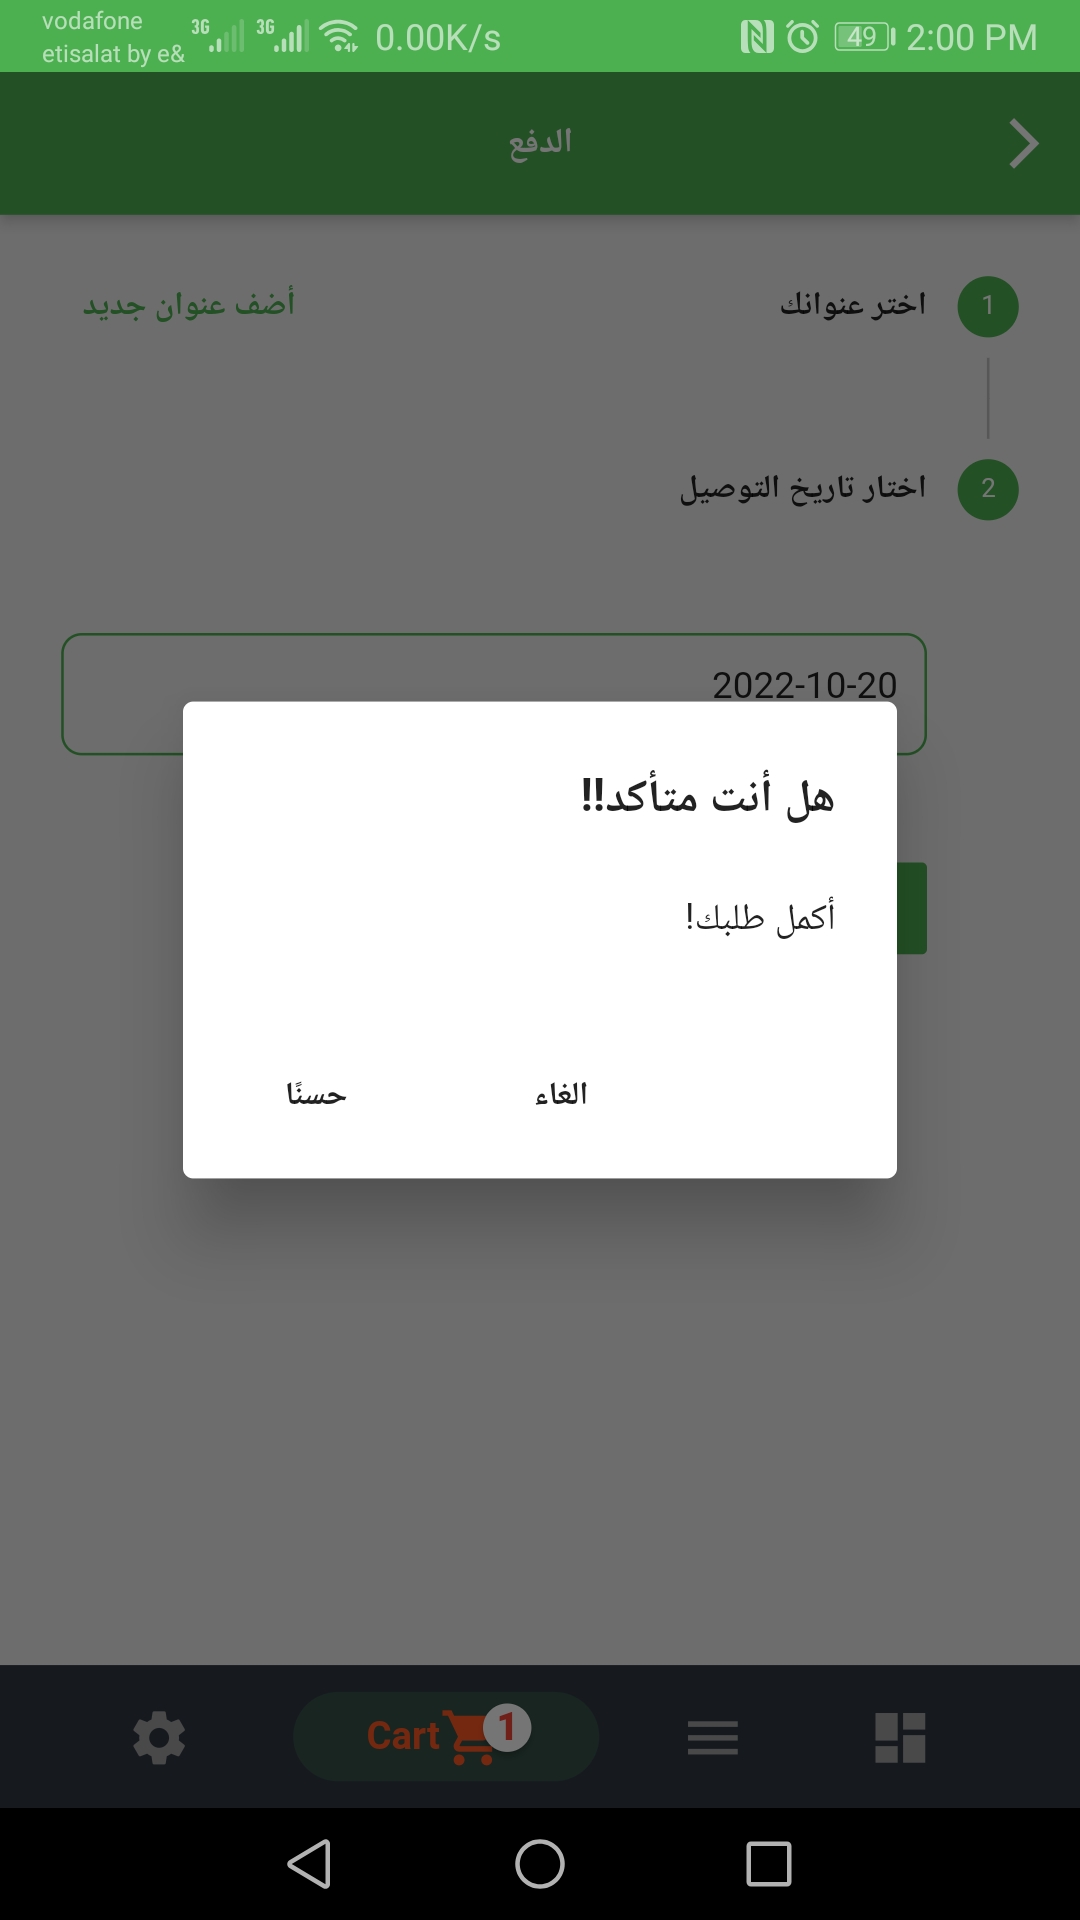 vodafone
etisalat by e&
3G 3G 0.00K/s 49 2:00 PM
الدفع
1 اختر عنوانك أضف عنوان جديد
2 اختار تاريخ التوصيل
2022-10-20
هل أنت متأكد!!
أكمل طلبك!
الغاء حسنًا
Cart 1